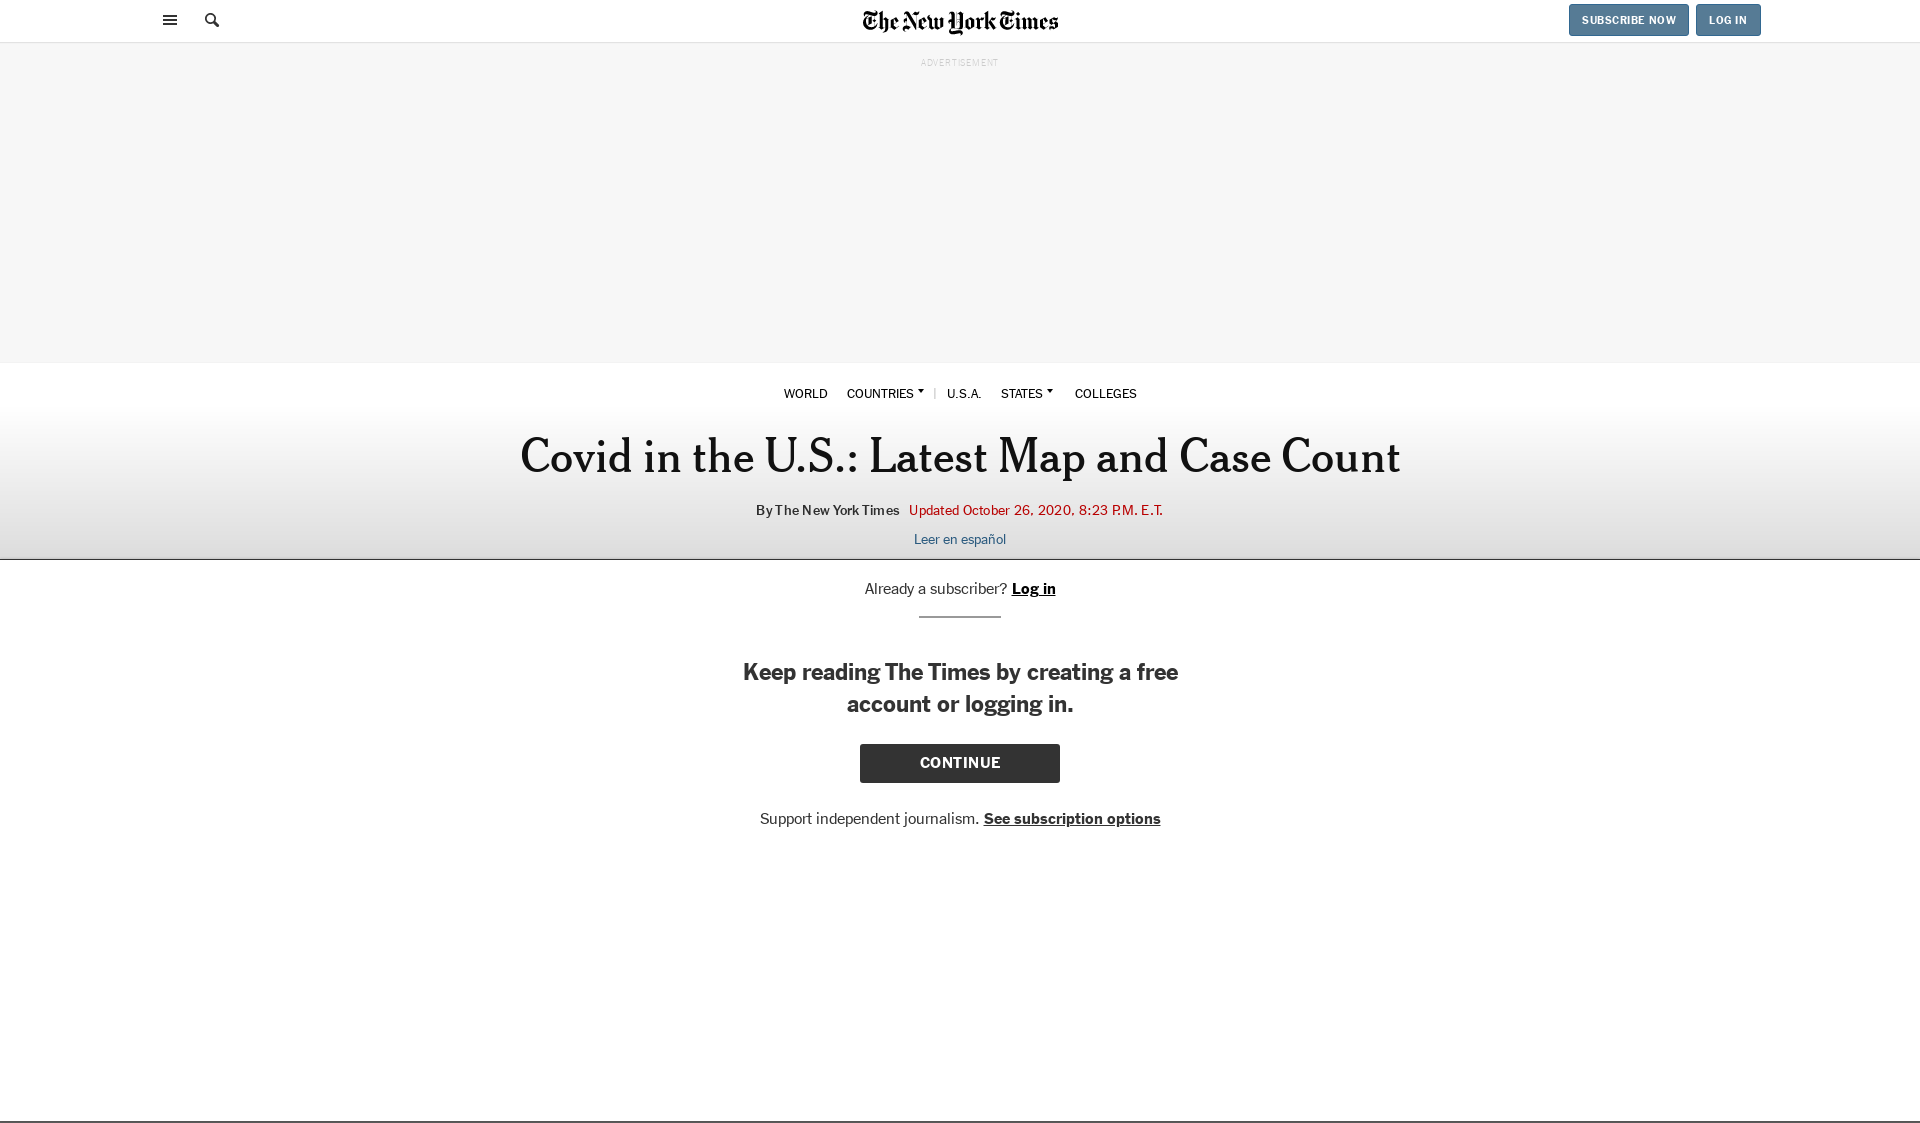 The New York Times
SUBSCRIBE NOW
LOG IN
ADVERTISEMENT
WORLD COUNTRIES | U.S.A. STATES COLLEGES
Covid in the U.S.: Latest Map and Case Count
By The New York Times Updated October 26, 2020, 8:23 P.M. E.T.
Leer en español
Already a subscriber? Log in
Keep reading The Times by creating a free
account or logging in.
CONTINUE
Support independent journalism. See subscription options